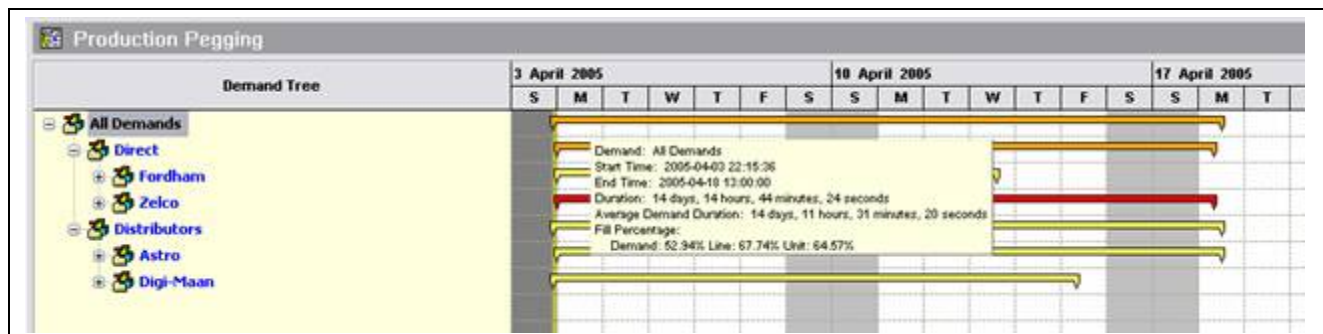 Production Pegging
Demand Tree
3 April 2005 10 April 2005 17 April 2005
S M T W T F S S M T W T F S S M T
All Demands
Direct
Fordham
Zelco
Distributors
Astro
Digi-Maan
Demand: All Demands
Start Time: 2005-04-03 22:15:36
End Time: 2005-04-18 13:00:00
Duration: 14 days, 14 hours, 44 minutes, 24 seconds
Average Demand Duration: 14 days, 11 hours, 31 minutes, 20 seconds
Fill Percentage:
Demand: 52.94% Line: 67.74% Unit: 64.57%